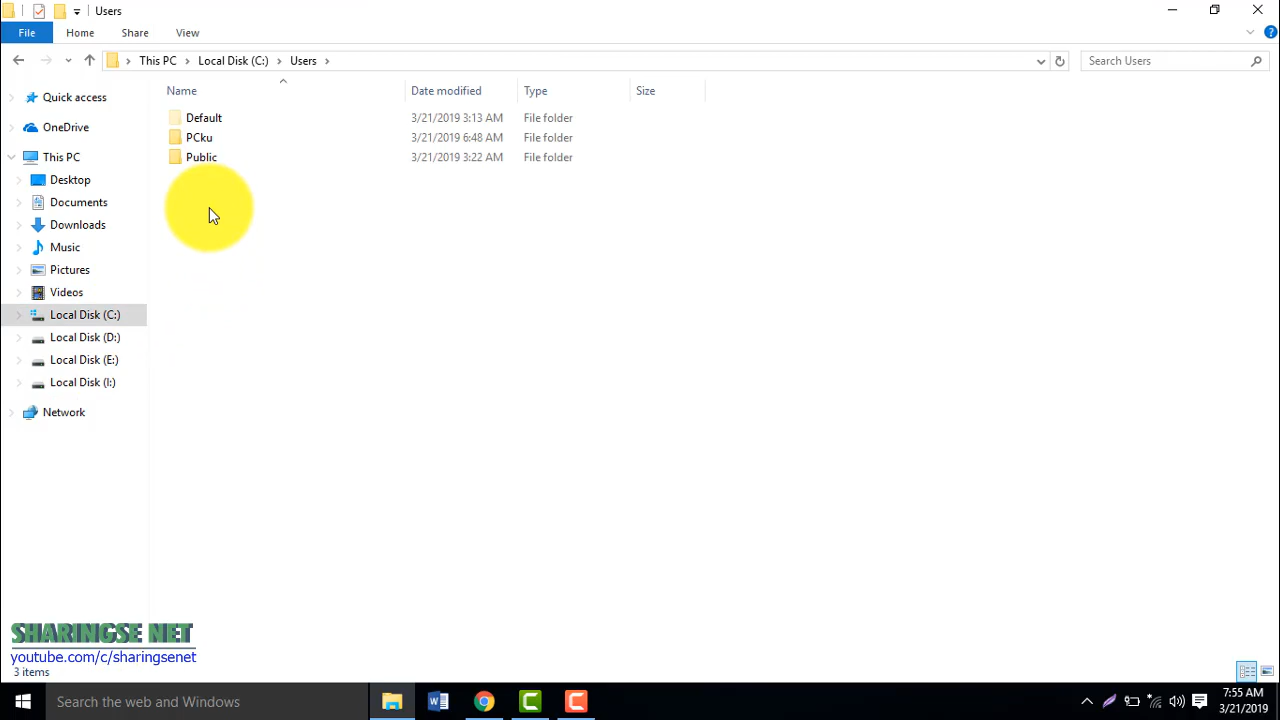 Users
File Home Share View
This PC Local Disk (C:) Users Search Users
Name Date modified Type Size
Default 3/21/2019 3:13 AM File folder
PCku 3/21/2019 6:48 AM File folder
Public 3/21/2019 3:22 AM File folder
Quick access
OneDrive
This PC
Desktop
Documents
Downloads
Music
Pictures
Videos
Local Disk (C:)
Local Disk (D:)
Local Disk (E:)
Local Disk (I:)
Network
SHARINGSE NET
youtube.com/c/sharingsenet
3 items
Search the web and Windows
7:55 AM
3/21/2019